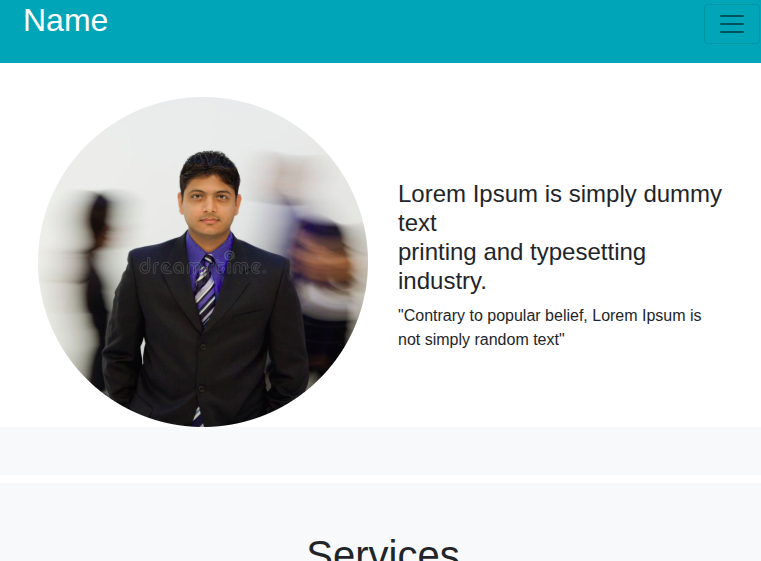 Name
dreamstime.
Lorem Ipsum is simply dummy
text
printing and typesetting
industry.
"Contrary to popular belief, Lorem Ipsum is
not simply random text"
Services